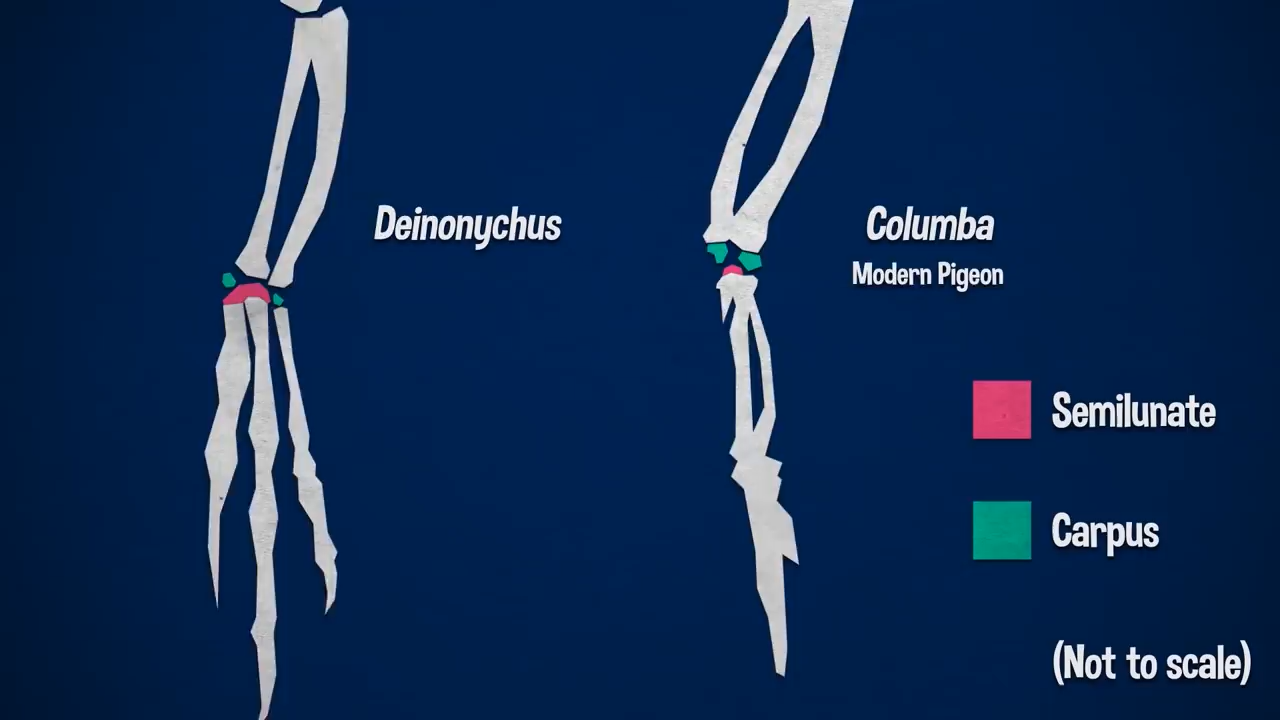 Deinonychus
Columba
Modern Pigeon
Semilunate
Carpus
(Not to scale)